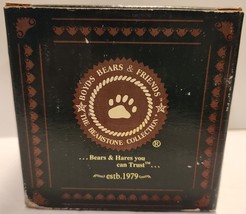 BOYDS BEARS & FRIENDS
THE BEARSTONE COLLECTION
®
...Bears & Hares you
can Trust™...
estb.1979